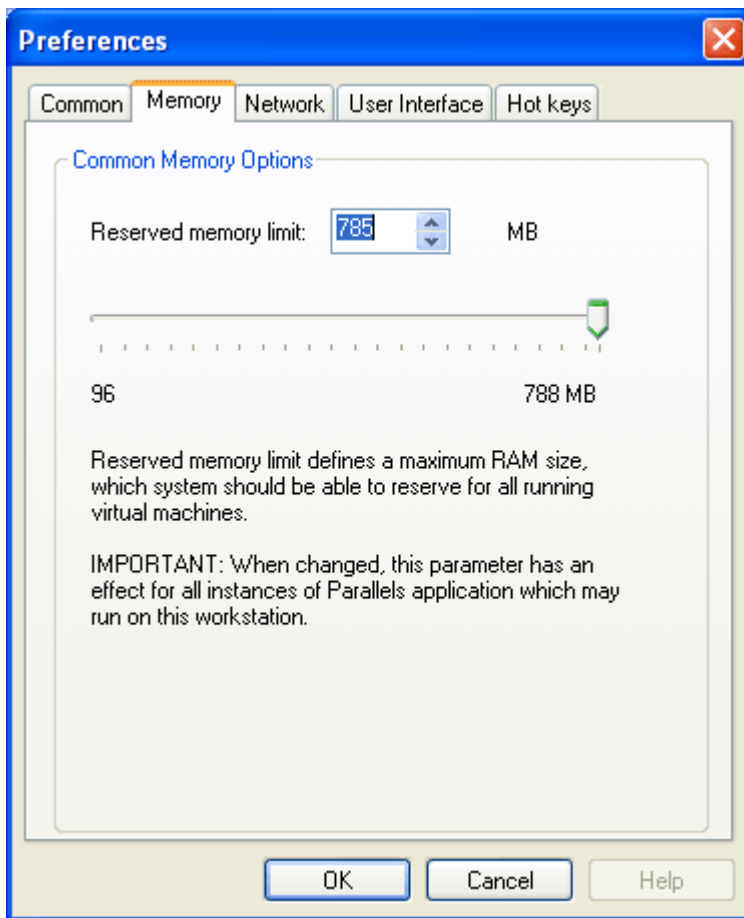 Preferences
Common Memory Network User Interface Hot keys
Common Memory Options
Reserved memory limit: 785 MB
96 788 MB
Reserved memory limit defines a maximum RAM size,
which system should be able to reserve for all running
virtual machines.
IMPORTANT: When changed, this parameter has an
effect for all instances of Parallels application which may
run on this workstation.
OK Cancel Help